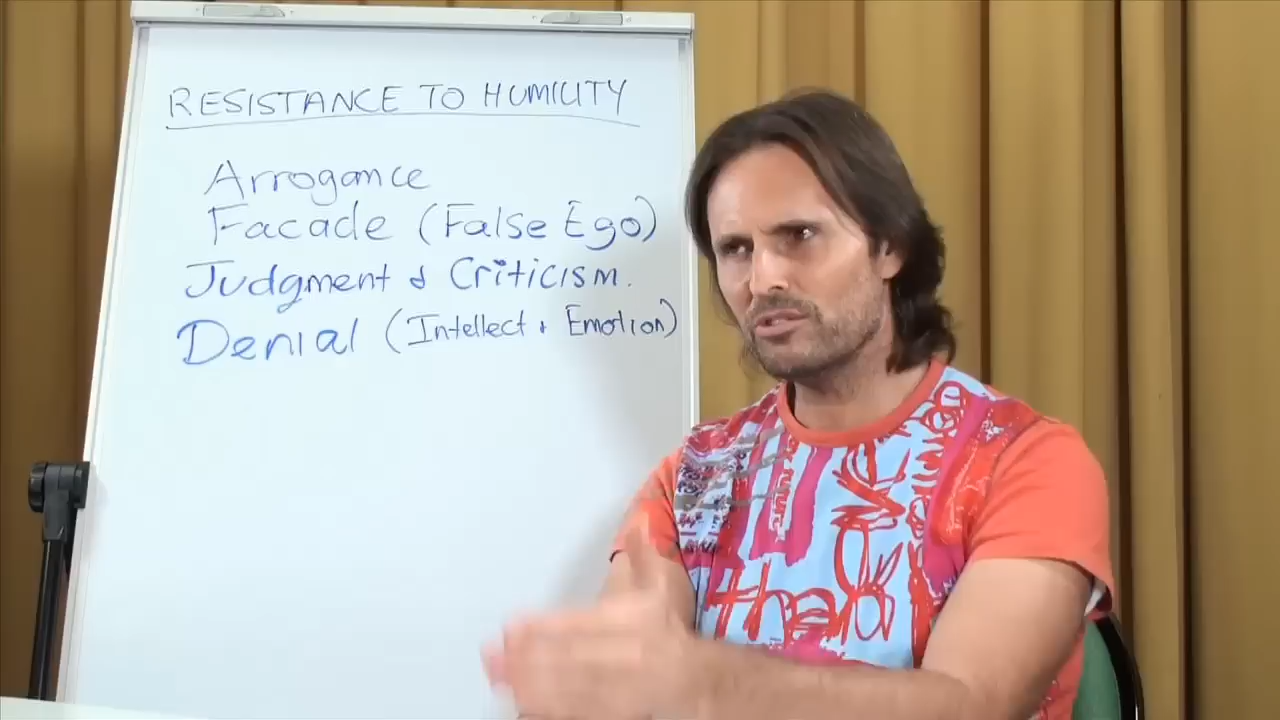 RESISTANCE TO HUMILITY
Arrogance
Facade (False Ego)
Judgment & Criticism.
Denial (Intellect + Emotion)